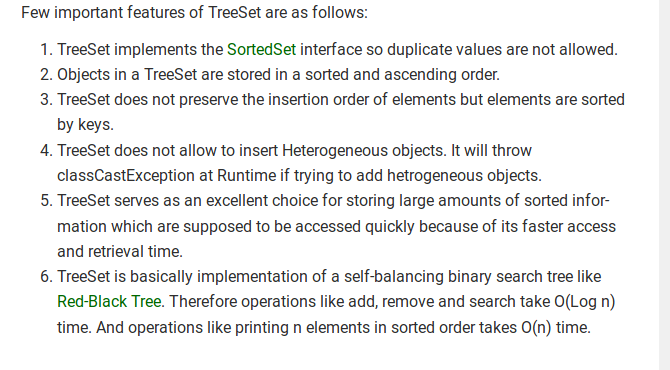 Few important features of TreeSet are as follows:
1. TreeSet implements the SortedSet interface so duplicate values are not allowed.
2. Objects in a TreeSet are stored in a sorted and ascending order.
3. TreeSet does not preserve the insertion order of elements but elements are sorted
by keys.
4. TreeSet does not allow to insert Heterogeneous objects. It will throw
classCastException at Runtime if trying to add hetrogeneous objects.
5. TreeSet serves as an excellent choice for storing large amounts of sorted infor-
mation which are supposed to be accessed quickly because of its faster access
and retrieval time.
6. TreeSet is basically implementation of a self-balancing binary search tree like
Red-Black Tree. Therefore operations like add, remove and search take O(Log n)
time. And operations like printing n elements in sorted order takes O(n) time.